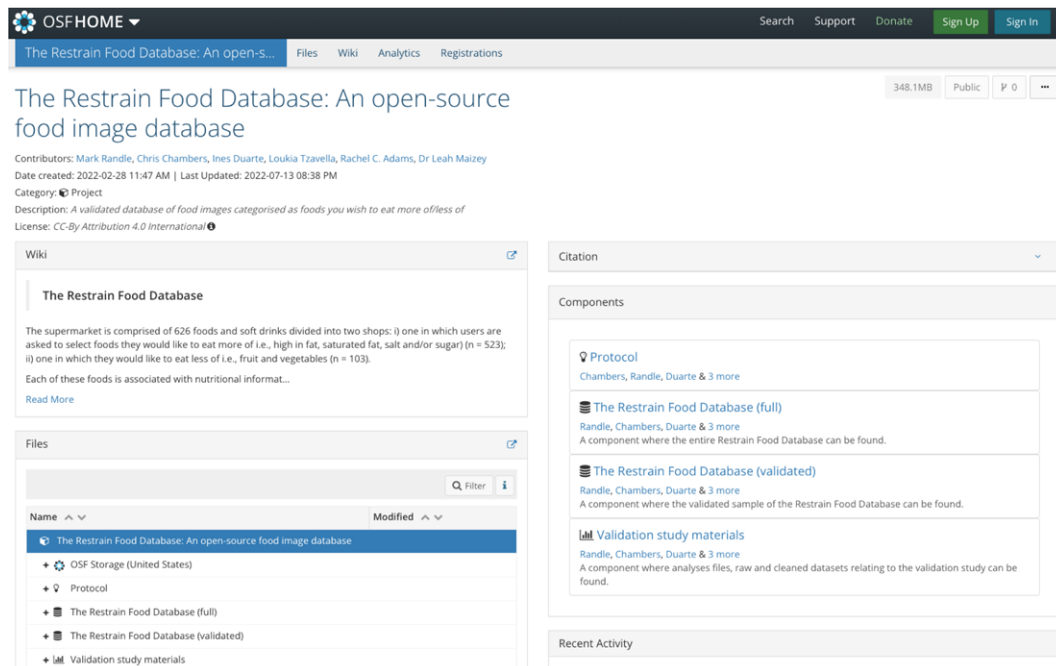 OSFHOME
Search Support Donate Sign Up Sign In
The Restrain Food Database: An open-s... Files Wiki Analytics Registrations
348.1MB Public 0 ...
The Restrain Food Database: An open-source
food image database
Contributors: Mark Randle, Chris Chambers, Ines Duarte, Loukia Tzavella, Rachel C. Adams, Dr Leah Maizey
Date created: 2022-02-28 11:47 AM | Last Updated: 2022-07-13 08:38 PM
Category: Project
Description: A validated database of food images categorised as foods you wish to eat more of/less of
License: CC-By Attribution 4.0 International
Wiki
The Restrain Food Database
The supermarket is comprised of 626 foods and soft drinks divided into two shops: i) one in which users are
asked to select foods they would like to eat more of i.e., high in fat, saturated fat, salt and/or sugar) (n = 523);
ii) one in which they would like to eat less of i.e., fruit and vegetables (n = 103).
Each of these foods is associated with nutritional informat...
Read More
Files
Filter i
Name Modified
The Restrain Food Database: An open-source food image database
+ OSF Storage (United States)
+ Protocol
+ The Restrain Food Database (full)
+ The Restrain Food Database (validated)
+ Validation study materials
Citation
Components
Protocol
Chambers, Randle, Duarte & 3 more
The Restrain Food Database (full)
Randle, Chambers, Duarte & 3 more
A component where the entire Restrain Food Database can be found.
The Restrain Food Database (validated)
Randle, Chambers, Duarte & 3 more
A component where the validated sample of the Restrain Food Database can be found.
Validation study materials
Randle, Chambers, Duarte & 3 more
A component where analyses files, raw and cleaned datasets relating to the validation study can be
found.
Recent Activity